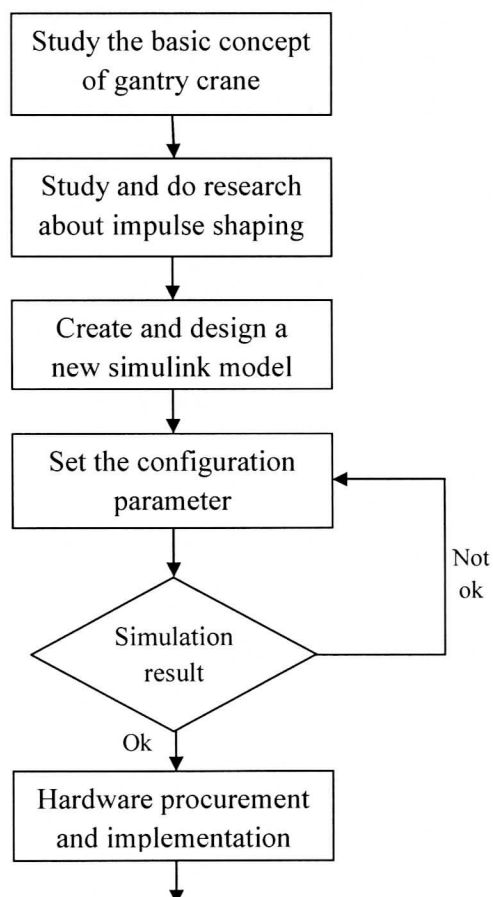 Study the basic concept
of gantry crane
Study and do research
about impulse shaping
Create and design a
new simulink model
Set the configuration
parameter
Not
ok
Simulation
result
Ok
Hardware procurement
and implementation